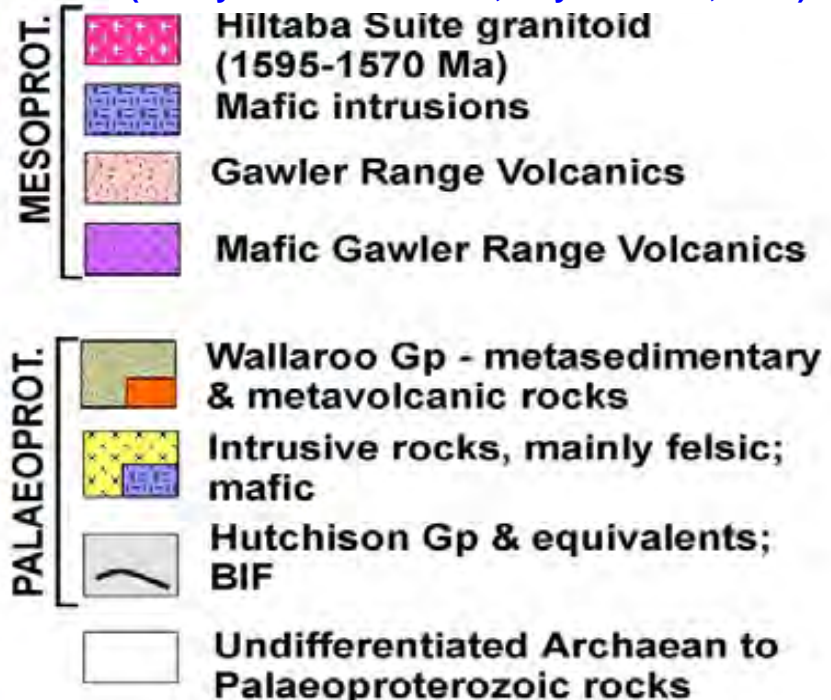 Hiltaba Suite granitoid
(1595-1570 Ma)
Mafic intrusions
Gawler Range Volcanics
Mafic Gawler Range Volcanics
MESOPROT.
Wallaroo Gp - metasedimentary
& metavolcanic rocks
Intrusive rocks, mainly felsic;
mafic
Hutchison Gp & equivalents;
BIF
PALAEOPROT.
Undifferentiated Archaean to
Palaeoproterozoic rocks